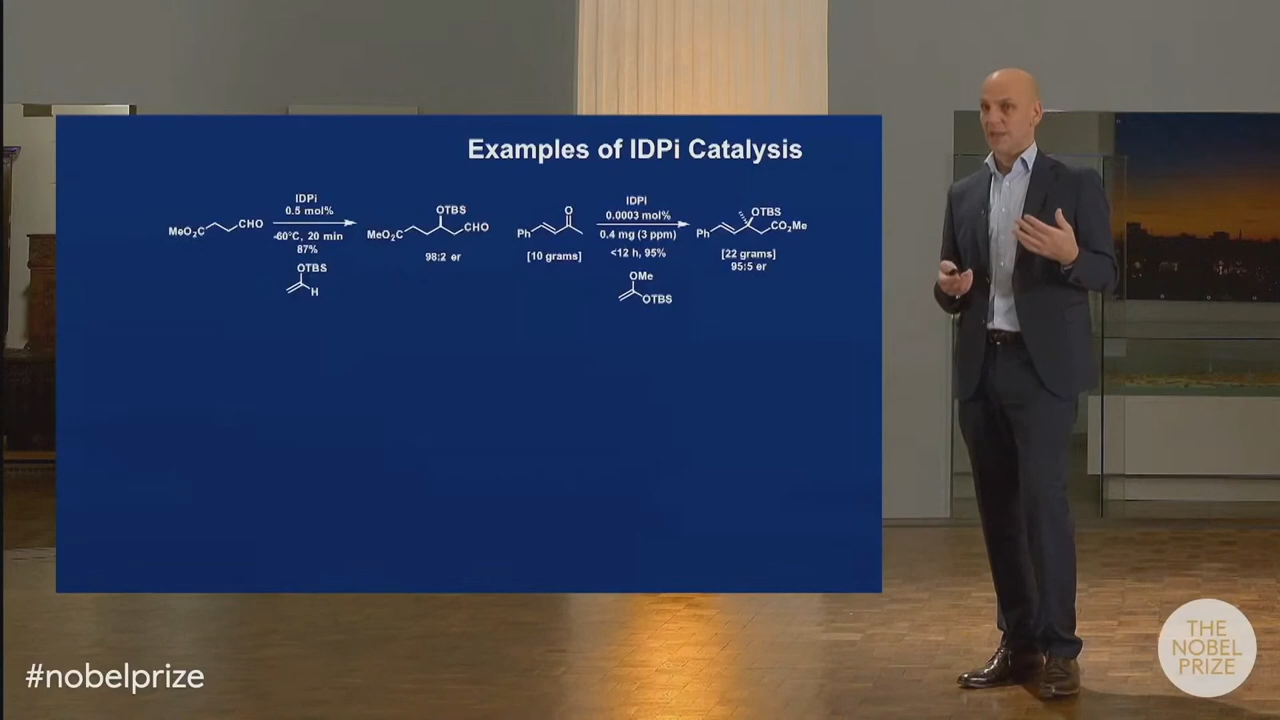 Examples of IDPi Catalysis
MeO₂C
CHO
IDPi
0.5 mol%
-60°C, 20 min
87%
OTBS
H
OTBS
MeO₂C
CHO
98:2 er
O
Ph
[10 grams]
IDPI
0.0003 mol%
0.4 mg (3 ppm)
<12 h, 95%
OMe
OTBS
OTBS
Ph
CO₂Me
[22 grams]
95:5 er
#nobelprize
THE
NOBEL
PRIZE